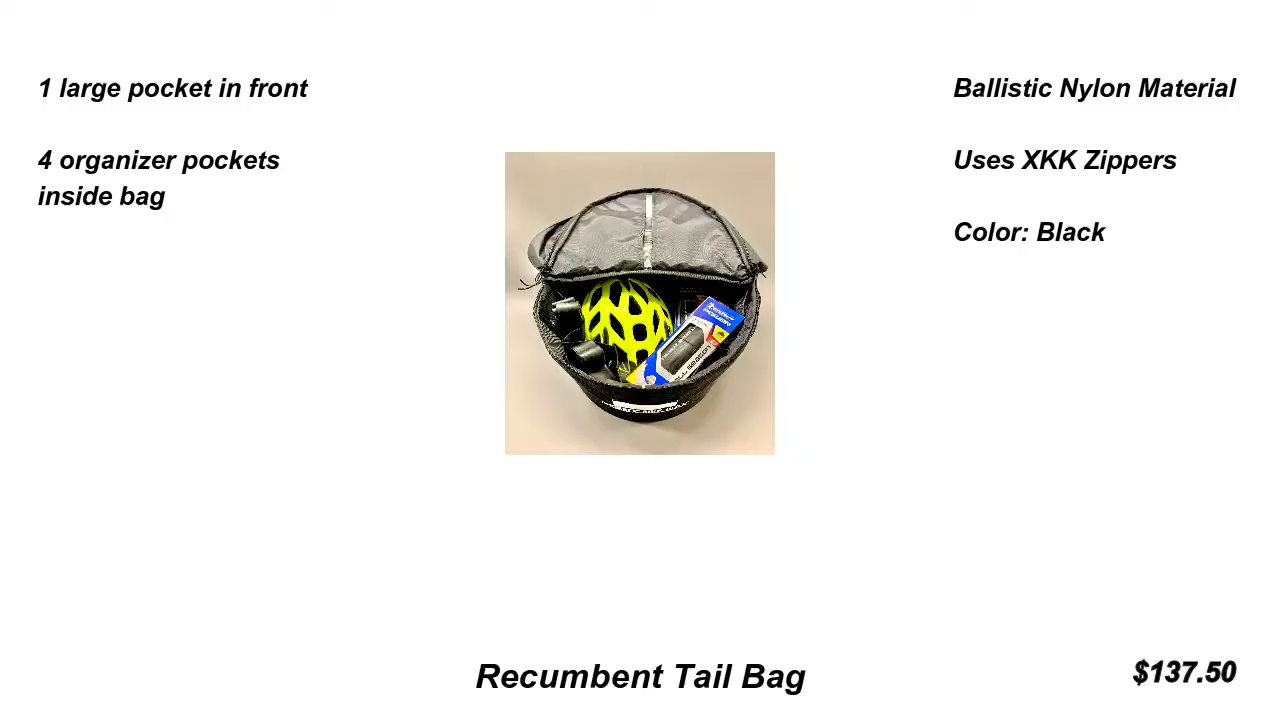 1 large pocket in front
4 organizer pockets
inside bag
Ballistic Nylon Material
Uses XKK Zippers
Color: Black
Recumbent Tail Bag
$137.50